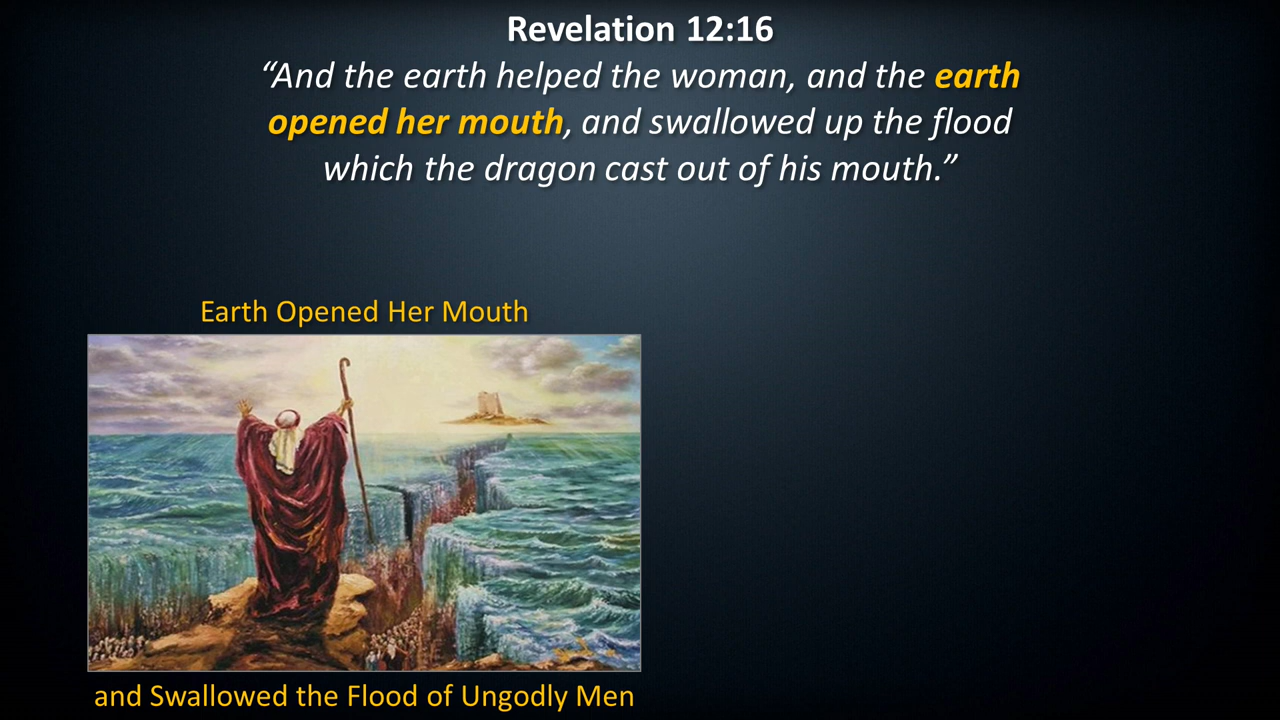 Revelation 12:16
“And the earth helped the woman, and the earth
opened her mouth, and swallowed up the flood
which the dragon cast out of his mouth.”
Earth Opened Her Mouth
and Swallowed the Flood of Ungodly Men